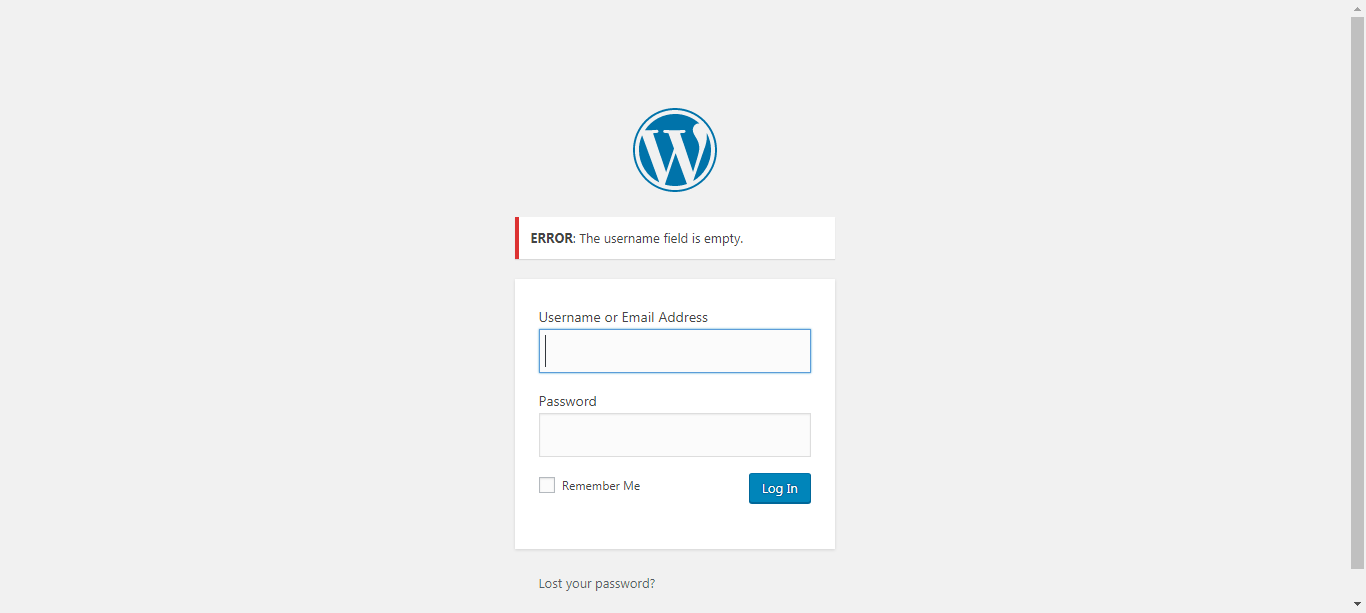 ERROR: The username field is empty.
Username or Email Address
Password
Remember Me
Log In
Lost your password?